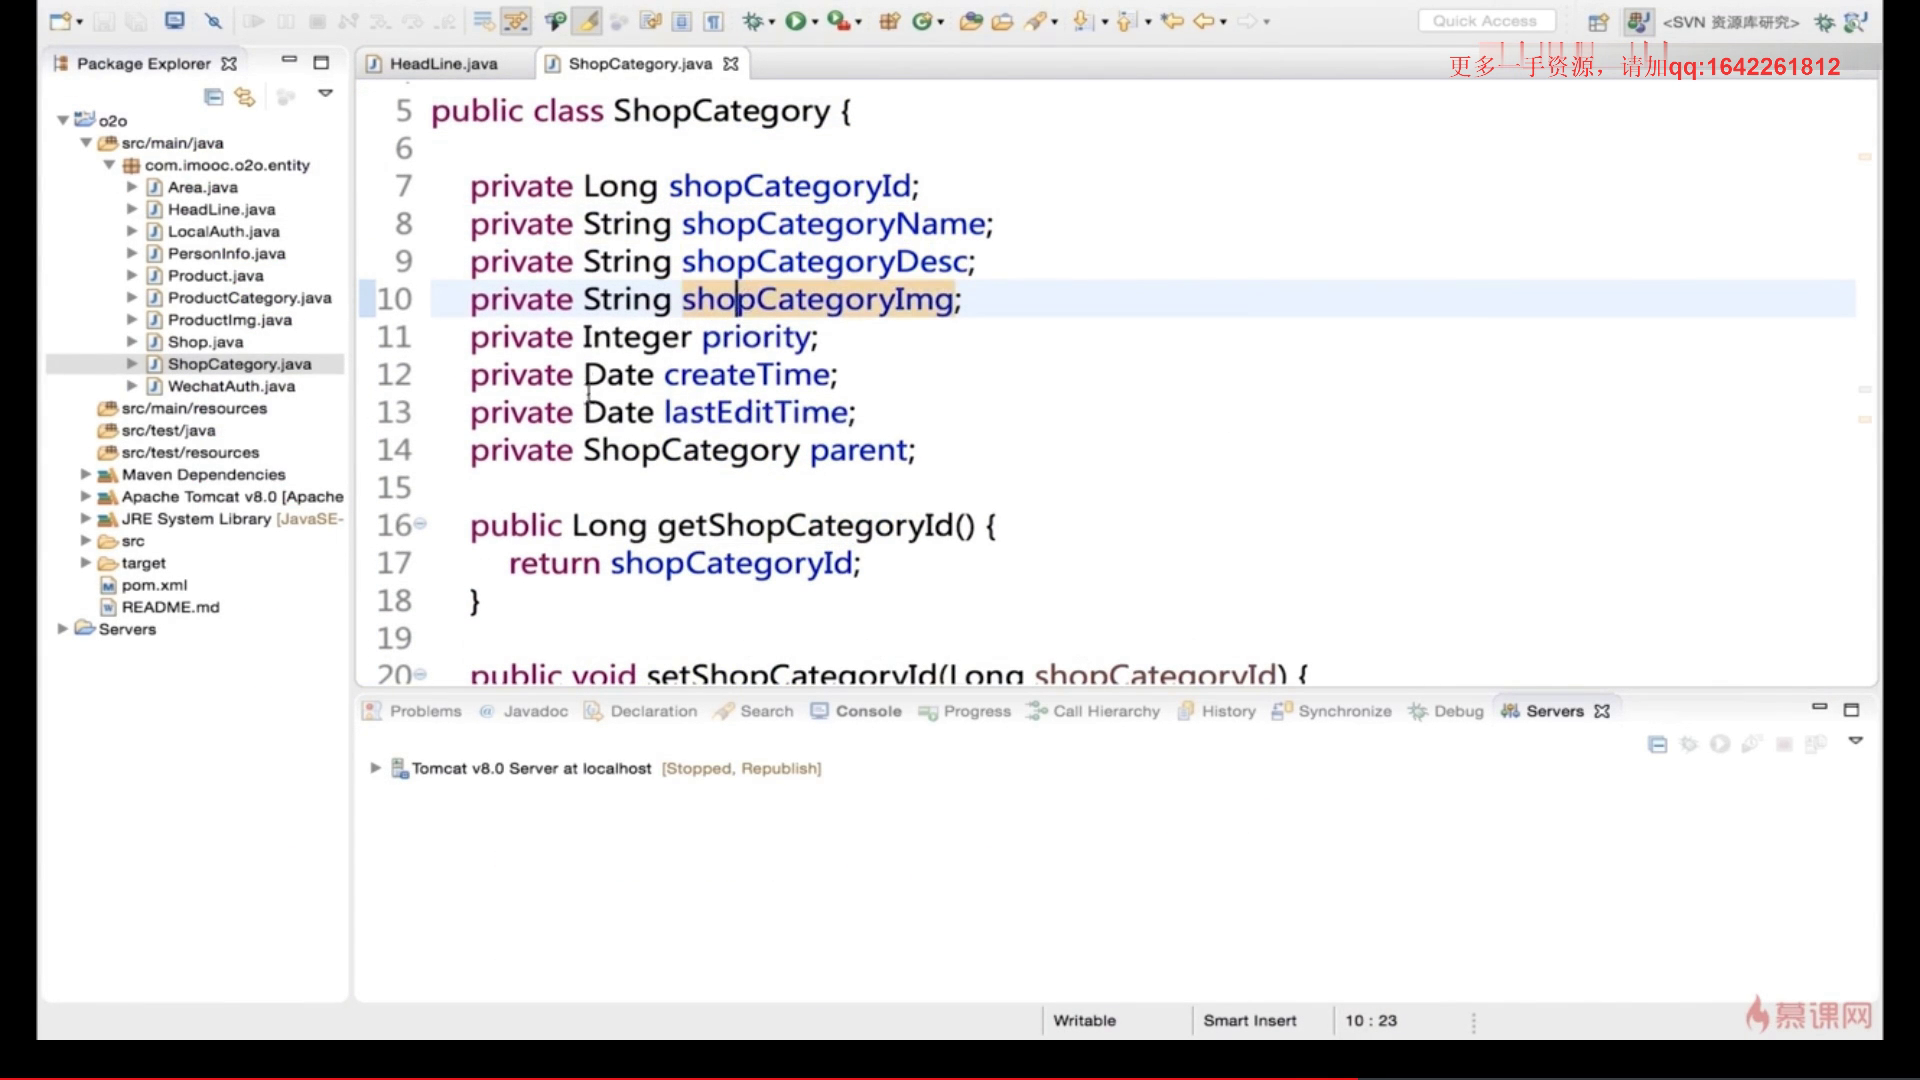 Quick Access
<SVN 资源库研究>
更多一手资源，请加qq:1642261812
Package Explorer
HeadLine.java
ShopCategory.java
o2o
src/main/java
com.imooc.o2o.entity
Area.java
HeadLine.java
LocalAuth.java
PersonInfo.java
Product.java
ProductCategory.java
ProductImg.java
Shop.java
ShopCategory.java
WechatAuth.java
src/main/resources
src/test/java
src/test/resources
Maven Dependencies
Apache Tomcat v8.0 [Apache
JRE System Library [JavaSE-
src
target
pom.xml
README.md
Servers
5 public class ShopCategory {
6
7 private Long shopCategoryId;
8 private String shopCategoryName;
9 private String shopCategoryDesc;
10 private String shopCategoryImg;
11 private Integer priority;
12 private Date createTime;
13 private Date lastEditTime;
14 private ShopCategory parent;
15
16 public Long getShopCategoryId() {
17 return shopCategoryId;
18 }
19
20 public void setShopCategoryId(Long shopCategoryId) {
Problems @ Javadoc Declaration Search Console Progress Call Hierarchy History Synchronize Debug Servers
Tomcat v8.0 Server at localhost [Stopped, Republish]
Writable Smart Insert 10 : 23
慕课网